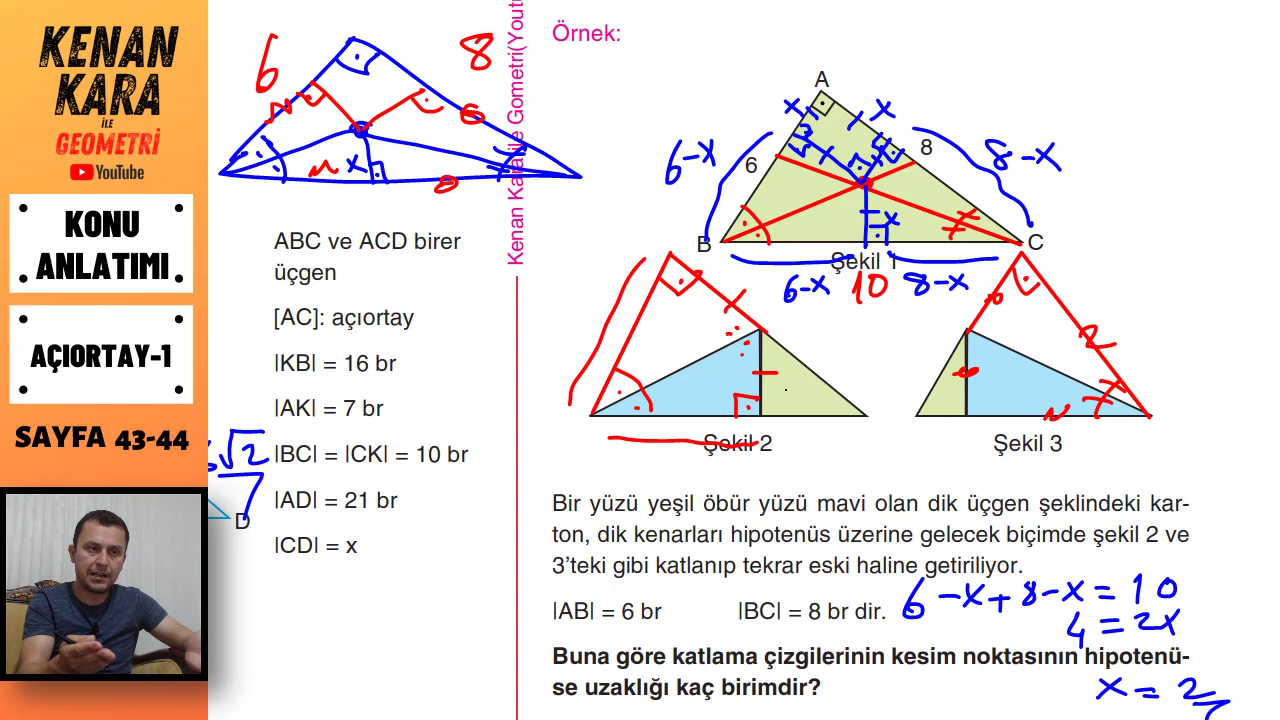 KENAN
KARA
İLE
GEOMETRİ
YouTube
KONU
ANLATIMI
AÇIORTAY-1
SAYFA 43-44
6
8
x
ABC ve ACD birer
üçgen
[AC]: açıortay
|KB| = 16 br
|AK| = 7 br
|BC| = |CK| = 10 br
|AD| = 21 br
|CD| = x
√2
D
Kenan Kara ile Gometri(Yout
Örnek:
A
x
x
6-x
6
x
x
8
8-x
x
B
C
Şekil 1
6-x 10 8-x
Şekil 2
Şekil 3
Bir yüzü yeşil öbür yüzü mavi olan dik üçgen şeklindeki kar-
ton, dik kenarları hipotenüs üzerine gelecek biçimde şekil 2 ve
3'teki gibi katlanıp tekrar eski haline getiriliyor.
|AB| = 6 br |BC| = 8 br dir.
6-x+8-x=10
4=2x
Buna göre katlama çizgilerinin kesim noktasının hipotenü-
se uzaklığı kaç birimdir?
x=2